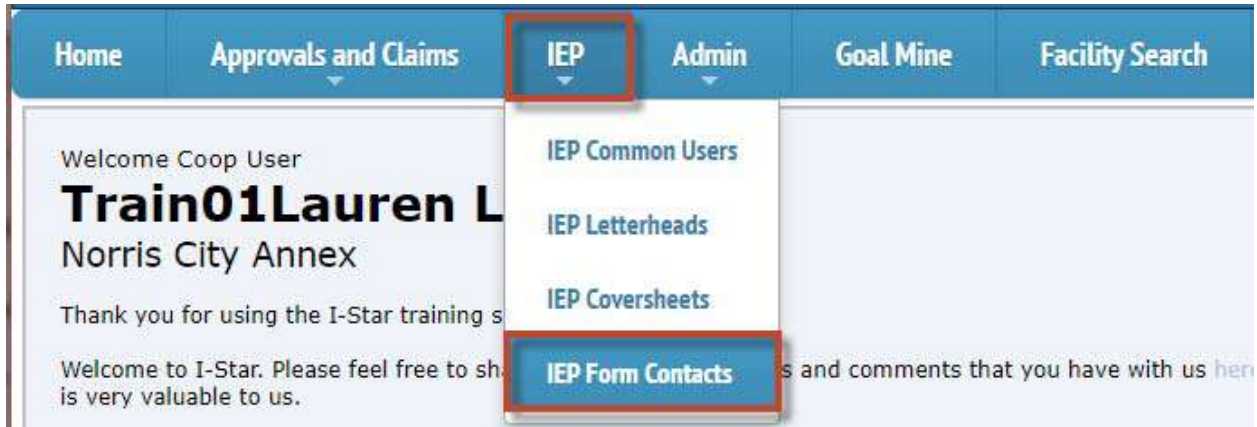 Home Approvals and Claims IEP Admin Goal Mine Facility Search
IEP Common Users
IEP Letterheads
IEP Coversheets
IEP Form Contacts
Welcome Coop User
Train01Lauren L
Norris City Annex
Thank you for using the I-Star training s
Welcome to I-Star. Please feel free to sh s and comments that you have with us here
is very valuable to us.